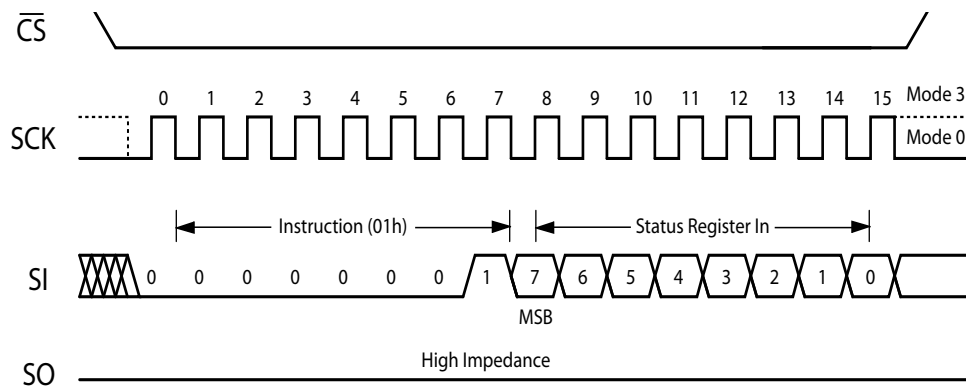 CS
0 1 2 3 4 5 6 7 8 9 10 11 12 13 14 15 Mode 3
SCK
Mode 0
Instruction (01h) Status Register In
SI 0 0 0 0 0 0 0 1 7 6 5 4 3 2 1 0
MSB
High Impedance
SO